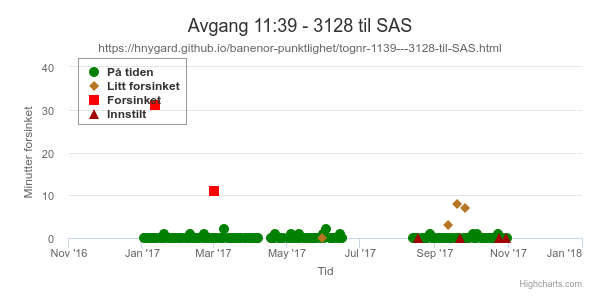 Avgang 11:39 - 3128 til SAS
https://hnygard.github.io/banenor-punktlighet/tognr-1139---3128-til-SAS.html
På tiden
Litt forsinket
Forsinket
Innstilt
Minutter forsinket
40
30
20
10
0
Nov '16
Jan '17
Mar '17
May '17
Jul '17
Sep '17
Nov '17
Jan '18
Tid
Highcharts.com